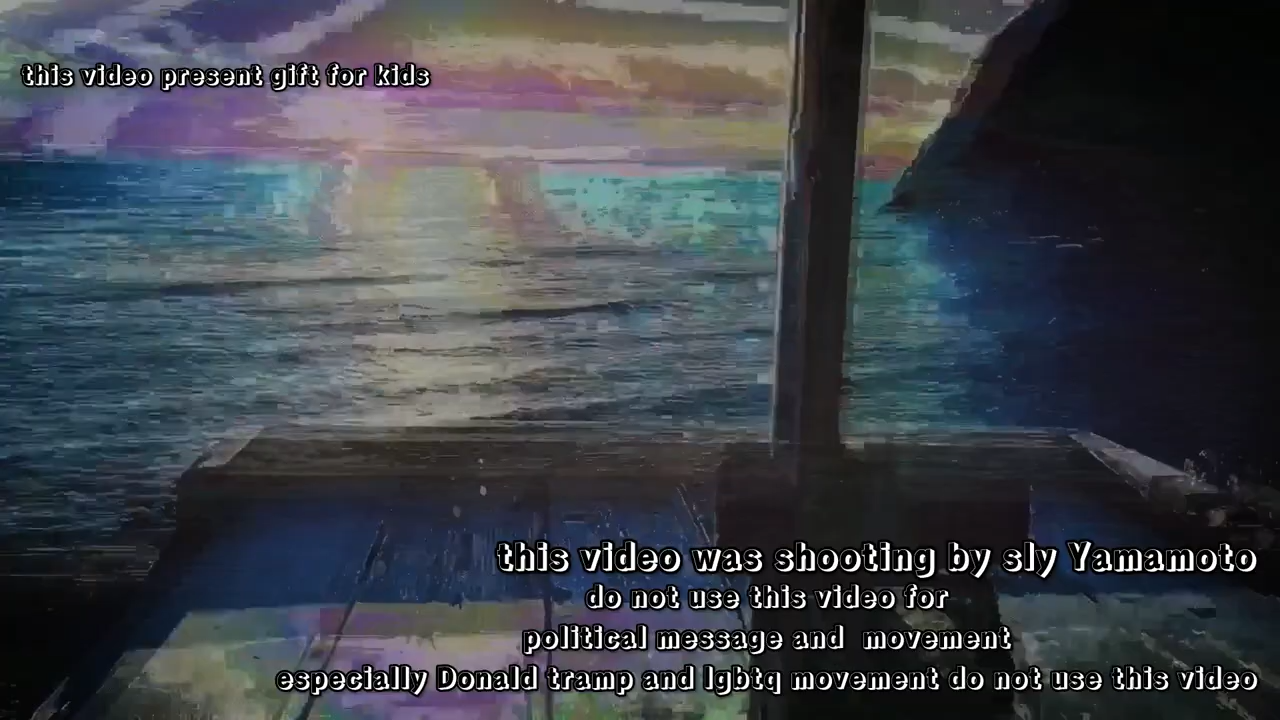 this video present gift for kids
this video was shooting by sly Yamamoto
do not use this video for
political message and movement
especially Donald tramp and lgbtq movement do not use this video